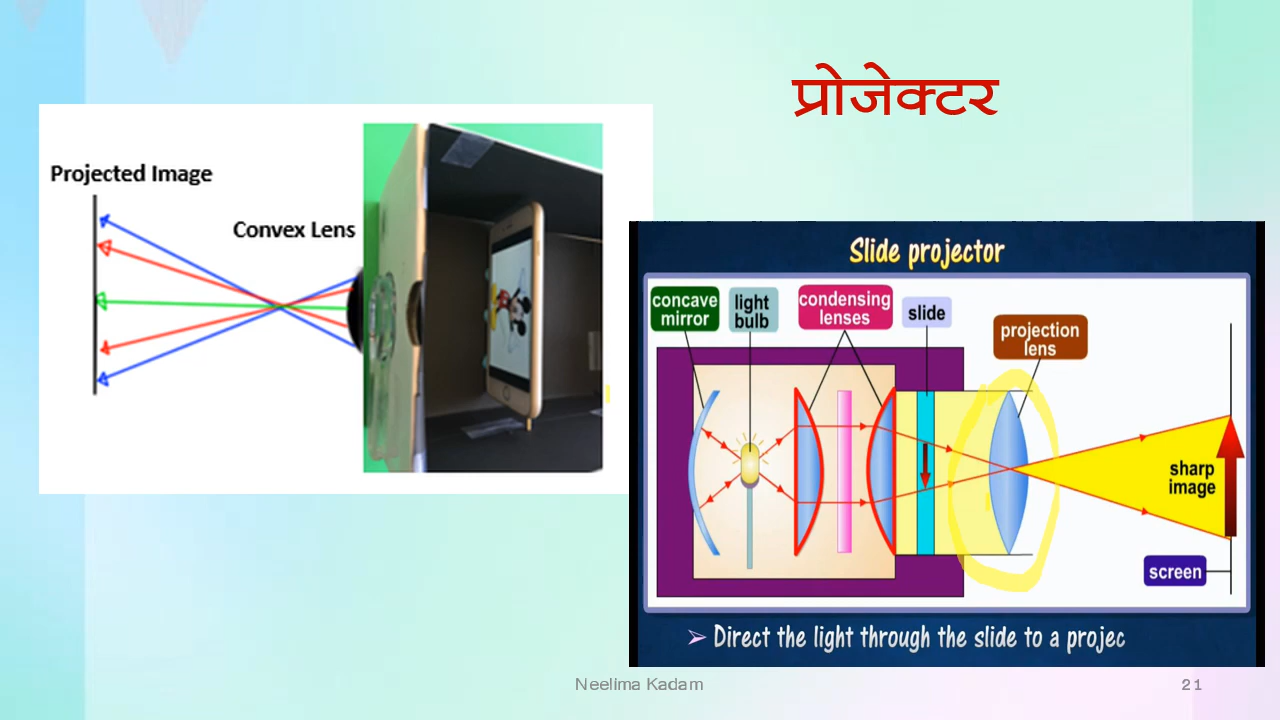 प्रोजेक्टर
Projected Image
Convex Lens
Slide projector
concave
mirror
light
bulb
condensing
lenses
slide
projection
lens
sharp
image
screen
➢ Direct the light through the slide to a projec
Neelima Kadam
21